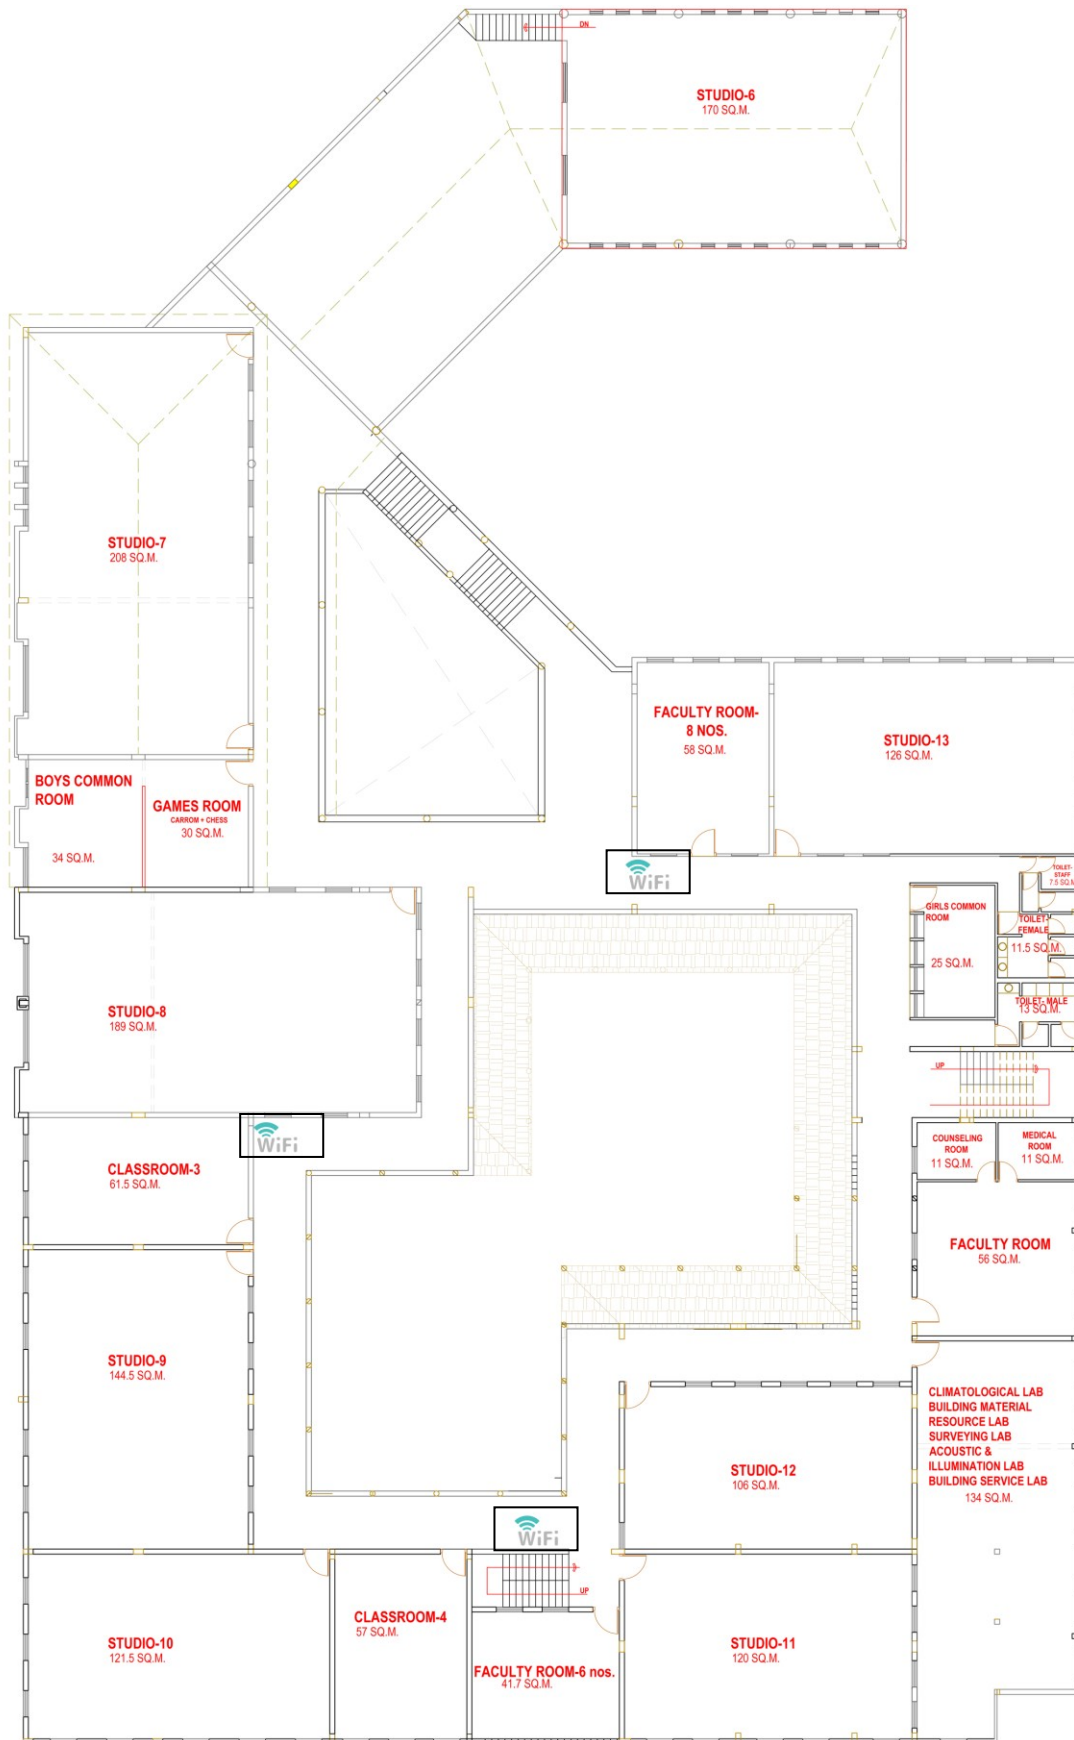 DN
STUDIO-6
170 SQ.M.
STUDIO-7
208 SQ.M.
FACULTY ROOM-
8 NOS.
58 SQ.M.
STUDIO-13
126 SQ.M.
BOYS COMMON
ROOM
34 SQ.M.
GAMES ROOM
CARROM + CHESS
30 SQ.M.
WiFi
TOILET-
STAFF
7.5 SQ.M
GIRLS COMMON
ROOM
25 SQ.M.
TOILET-
FEMALE
11.5 SQ.M.
TOILET- MALE
13 SQ.M.
STUDIO-8
189 SQ.M.
UP
WiFi
CLASSROOM-3
61.5 SQ.M.
COUNSELING
ROOM
11 SQ.M.
MEDICAL
ROOM
11 SQ.M.
FACULTY ROOM
56 SQ.M.
STUDIO-9
144.5 SQ.M.
CLIMATOLOGICAL LAB
BUILDING MATERIAL
RESOURCE LAB
SURVEYING LAB
ACOUSTIC &
ILLUMINATION LAB
BUILDING SERVICE LAB
134 SQ.M.
STUDIO-12
106 SQ.M.
WiFi
UP
STUDIO-10
121.5 SQ.M.
CLASSROOM-4
57 SQ.M.
FACULTY ROOM-6 nos.
41.7 SQ.M.
STUDIO-11
120 SQ.M.